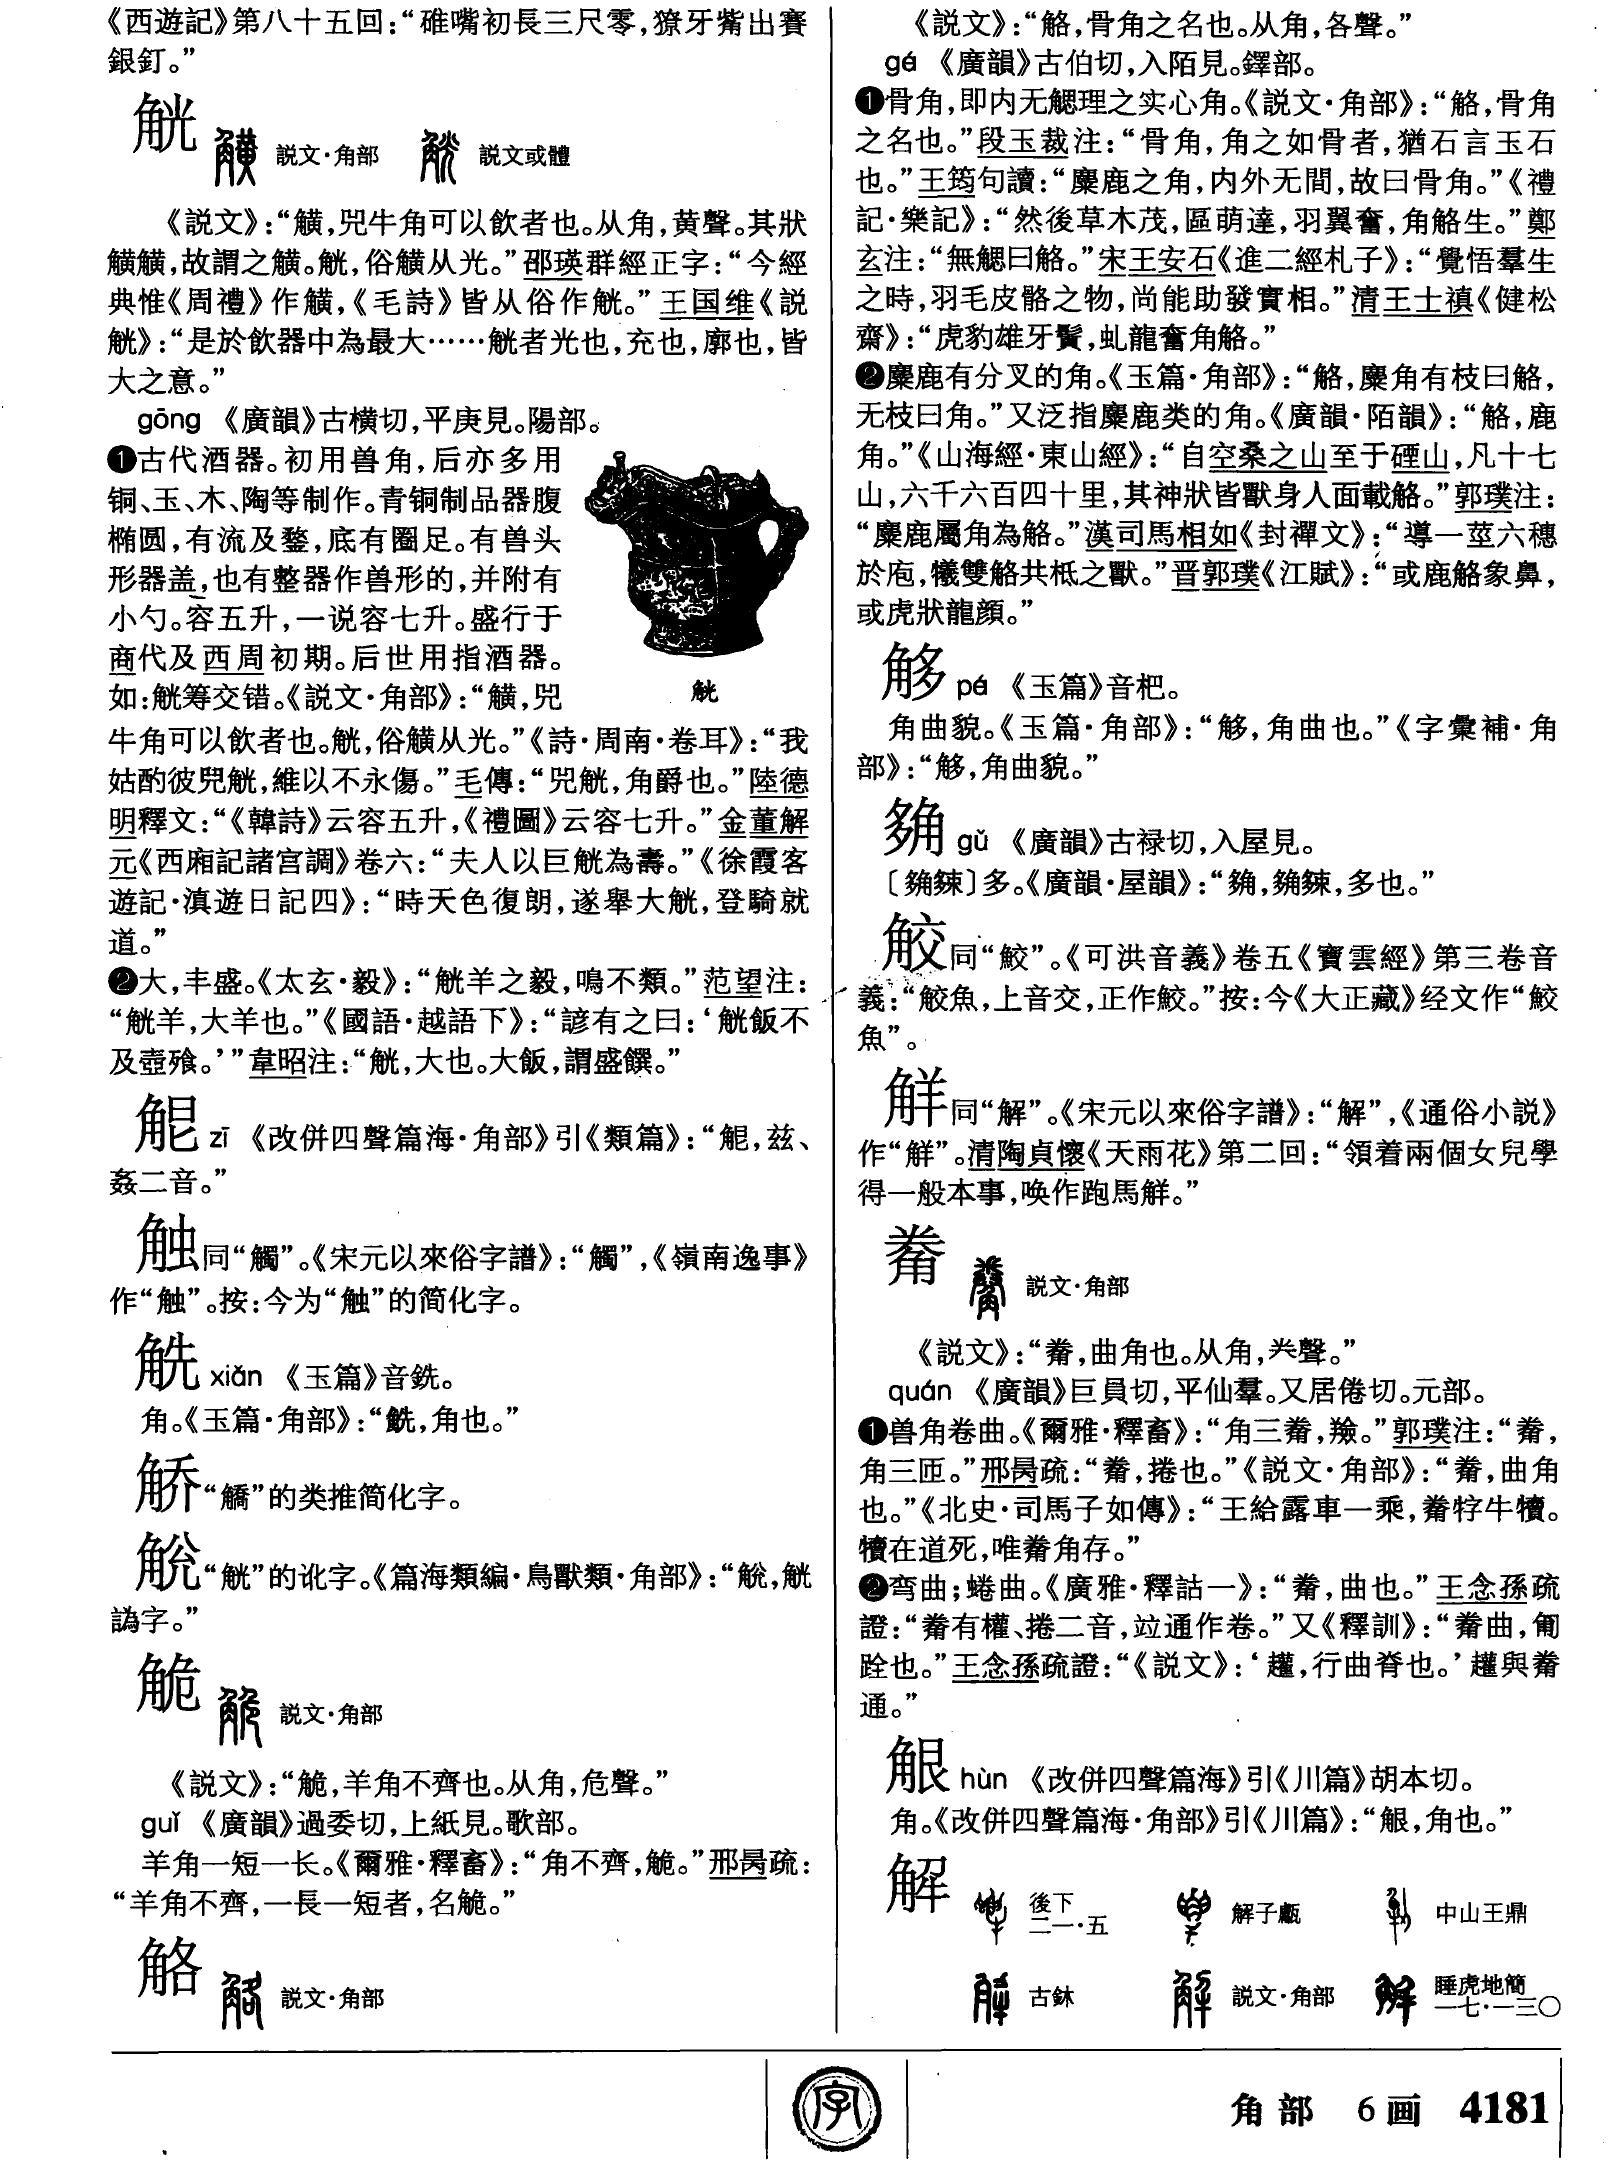 《西遊記》第八十五回：“碓嘴初長三尺零，獠牙觜出賽
銀釘。”
觥 説文·角部 説文或體
《説文》：“觵，兕牛角可以飲者也。从角，黄聲。其狀
觵觵，故謂之觵。觥，俗觵从光。”邵瑛群經正字：“今經
典惟《周禮》作觵，《毛詩》皆从俗作觥。”王国维《説
觥》：“是於飲器中為最大……觥者光也，充也，廓也，皆
大之意。”
gōng 《廣韻》古横切，平庚見。陽部。
❶古代酒器。初用兽角，后亦多用
铜、玉、木、陶等制作。青铜制品器腹
椭圆，有流及鋬，底有圈足。有兽头
形器盖，也有整器作兽形的，并附有
小勺。容五升，一说容七升。盛行于
商代及西周初期。后世用指酒器。
如：觥筹交错。《説文·角部》：“觵，兕
觥
牛角可以飲者也。觥，俗觵从光。”《詩·周南·卷耳》：“我
姑酌彼兕觥，維以不永傷。”毛傳：“兕觥，角爵也。”陸德
明釋文：“《韓詩》云容五升，《禮圖》云容七升。”金董解
元《西廂記諸宫調》卷六：“夫人以巨觥為壽。”《徐霞客
遊記·滇遊日記四》：“時天色復朗，遂舉大觥，登騎就
道。”
❷大，丰盛。《太玄·毅》：“觥羊之毅，鳴不類。”范望注：
“觥羊，大羊也。”《國語·越語下》：“諺有之曰：‘觥飯不
及壺飱。’”韋昭注：“觥，大也。大飯，謂盛饌。”
zī 《改併四聲篇海·角部》引《類篇》：“，兹、
姦二音。”
触同“觸”。《宋元以來俗字譜》：“觸”，《嶺南逸事》
作“触”。按：今为“触”的简化字。
xiǎn 《玉篇》音銑。
角。《玉篇·角部》：“，角也。”
“觿”的类推简化字。
“觥”的讹字。《篇海類編·鳥獸類·角部》：“，觥
譌字。”
觤 説文·角部
《説文》：“觤，羊角不齊也。从角，危聲。”
guǐ 《廣韻》過委切，上紙見。歌部。
羊角一短一长。《爾雅·釋畜》：“角不齊，觤。”邢昺疏：
“羊角不齊，一長一短者，名觤。”
觡 説文·角部
《説文》：“觡，骨角之名也。从角，各聲。”
gé 《廣韻》古伯切，入陌見。鐸部。
❶骨角，即内无䚡理之实心角。《説文·角部》：“觡，骨角
之名也。”段玉裁注：“骨角，角之如骨者，猶石言玉石
也。”王筠句讀：“麋鹿之角，内外无間，故曰骨角。”《禮
記·樂記》：“然後草木茂，區萌達，羽翼奮，角觡生。”鄭
玄注：“無䚡曰觡。”宋王安石《進二經札子》：“覺悟羣生
之時，羽毛皮骼之物，尚能助發實相。”清王士禛《健松
齋》：“虎豹雄牙鬢，虬龍奮角觡。”
❷麋鹿有分叉的角。《玉篇·角部》：“觡，麋角有枝曰觡，
无枝曰角。”又泛指麋鹿类的角。《廣韻·陌韻》：“觡，鹿
角。”《山海經·東山經》：“自空桑之山至于䃌山，凡十七
山，六千六百四十里，其神狀皆獸身人面載觡。”郭璞注：
“麋鹿屬角為觡。”漢司馬相如《封禪文》：“導一莖六穗
於庖，犧雙觡共柢之獸。”晋郭璞《江賦》：“或鹿觡象鼻，
或虎狀龍顔。”
pá 《玉篇》音杷。
角曲貌。《玉篇·角部》：“，角曲也。”《字彙補·角
部》：“，角曲貌。”
gǔ 《廣韻》古禄切，入屋見。
〔〕多。《廣韻·屋韻》：“，多也。”
同“鮫”。《可洪音義》卷五《寶雲經》第三卷音
義：“魚，上音交，正作鮫。”按：今《大正藏》经文作“鮫
魚”。
觧同“解”。《宋元以來俗字譜》：“解”，《通俗小説》
作“觧”。清陶貞懷《天雨花》第二回：“領着兩個女兒學
得一般本事，唤作跑馬觧。”
觠 説文·角部
《説文》：“觠，曲角也。从角，𢍏聲。”
quán 《廣韻》巨員切，平仙羣。又居倦切。元部。
❶兽角卷曲。《爾雅·釋畜》：“角三觠，羷。”郭璞注：“觠，
角三匝。”邢昺疏：“觠，捲也。”《説文·角部》：“觠，曲角
也。”《北史·司馬子如傳》：“王給露車一乘，觠牸牛犢。
犢在道死，唯觠角存。”
❷弯曲；蜷曲。《廣雅·釋詁一》：“觠，曲也。”王念孫疏
證：“觠有權、捲二音，竝通作卷。”又《釋訓》：“觠曲，匍
跧也。”王念孫疏證：“《説文》：‘趯，行曲脊也。’與觠
通。”
hùn 《改併四聲篇海》引《川篇》胡本切。
角。《改併四聲篇海·角部》引《川篇》：“，角也。”
解 後下二一·五 解子甗 中山王鼎
古鉥 説文·角部 睡虎地簡一七·一三〇
字
角部 6画 4181